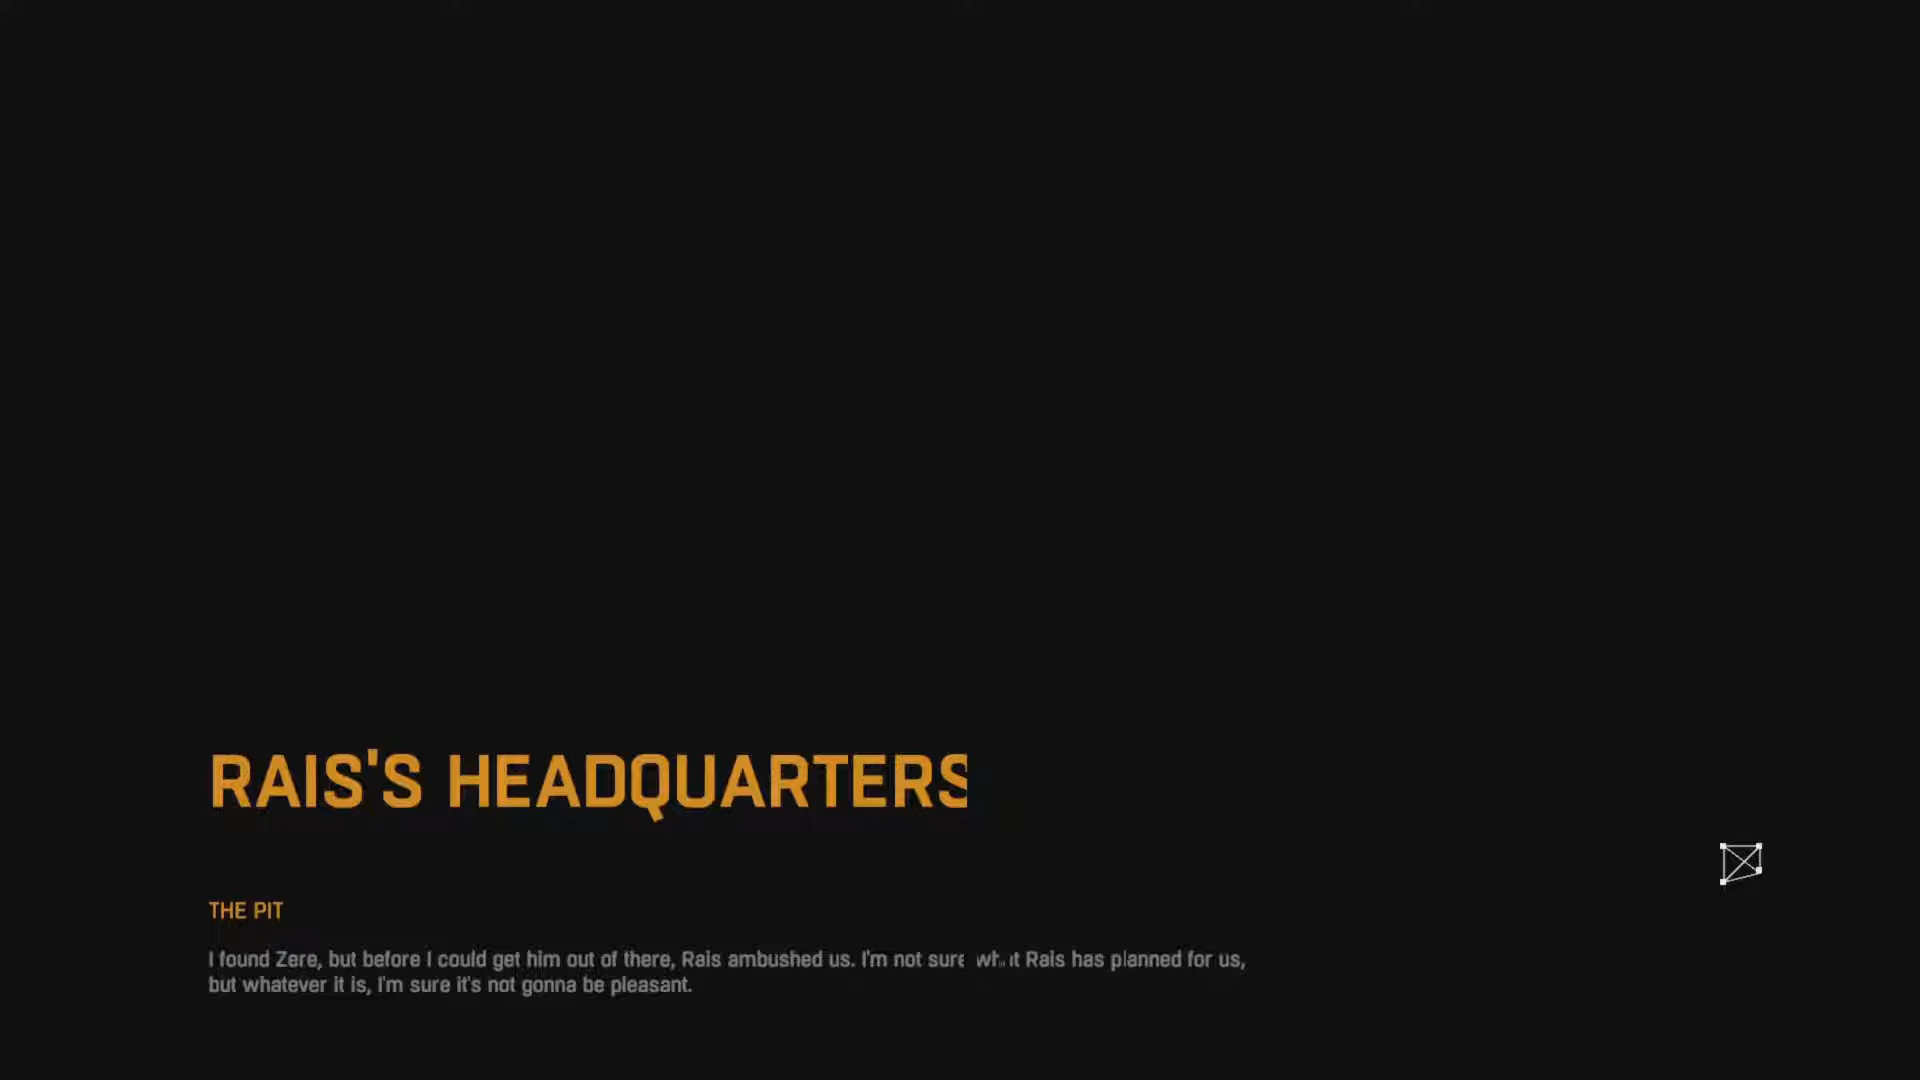 RAIS'S HEADQUARTERS
THE PIT
I found Zere, but before I could get him out of there, Rais ambushed us. I'm not sure what Rais has planned for us,
but whatever it is, I'm sure it's not gonna be pleasant.